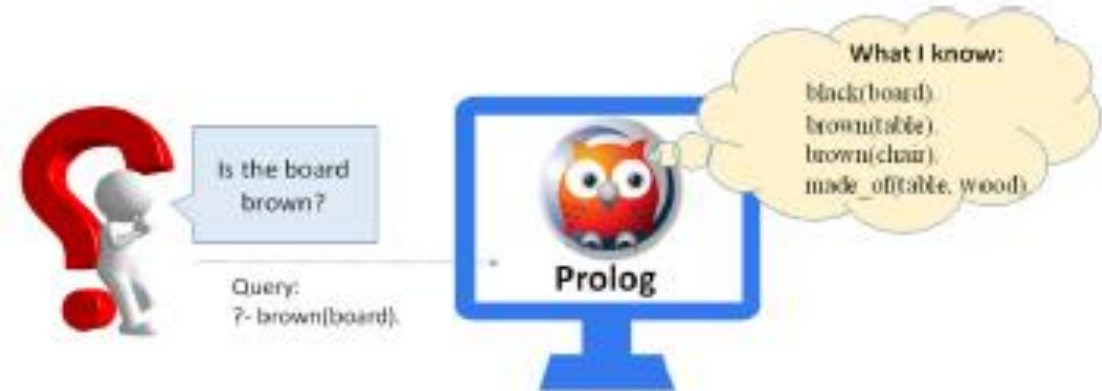 Is the board
brown?
Query:
?- brown(board).
Prolog
What I know:
black(board).
brown(table).
brown(chair).
made_of(table, wood).